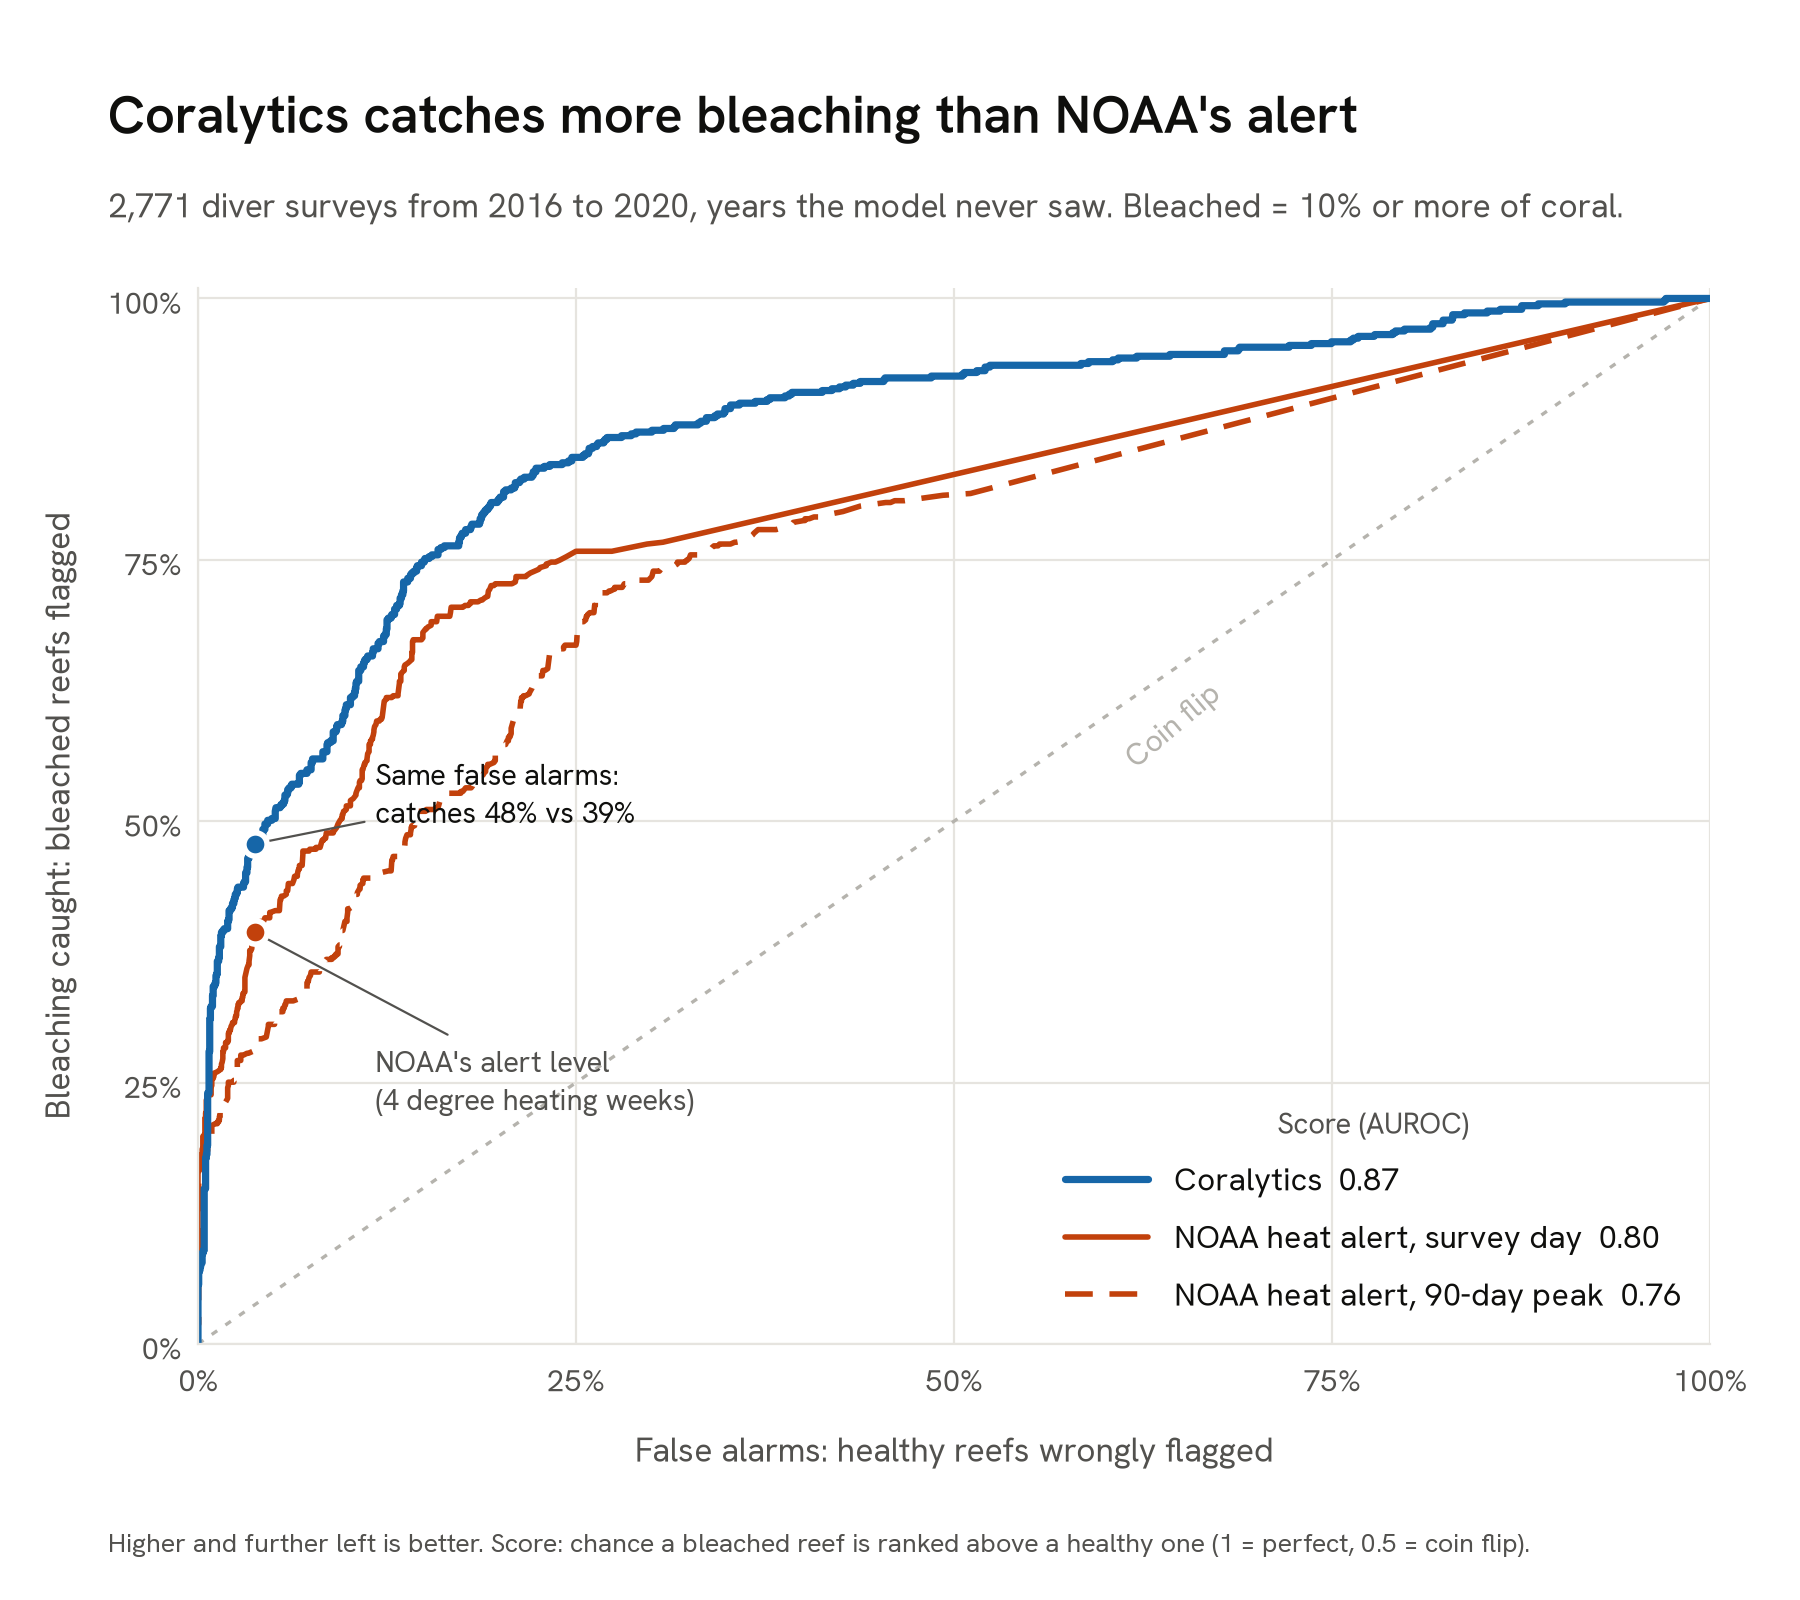 Coralytics catches more bleaching than NOAA's alert
2,771 diver surveys from 2016 to 2020, years the model never saw. Bleached = 10% or more of coral.
Bleaching caught: bleached reefs flagged
100%
75%
50%
25%
0%
Same false alarms:
catches 48% vs 39%
NOAA's alert level
(4 degree heating weeks)
Coin flip
Score (AUROC)
Coralytics 0.87
NOAA heat alert, survey day 0.80
NOAA heat alert, 90-day peak 0.76
0% 25% 50% 75% 100%
False alarms: healthy reefs wrongly flagged
Higher and further left is better. Score: chance a bleached reef is ranked above a healthy one (1 = perfect, 0.5 = coin flip).